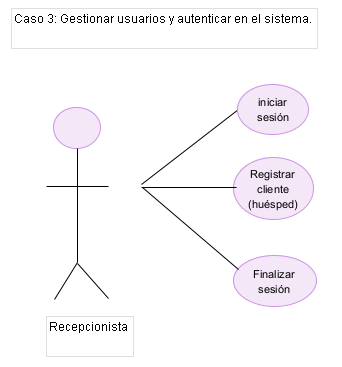 Caso 3: Gestionar usuarios y autenticar en el sistema.
iniciar
sesión
Registrar
cliente
(huésped)
Finalizar
sesión
Recepcionista